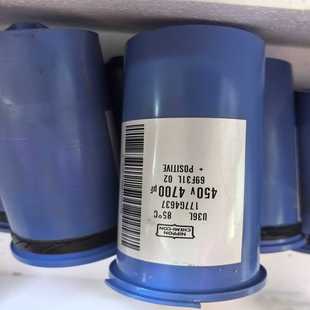 NIPPON
CHEMI-CON
U36L 85°C
17764637
450V 4700µF
69F31L 02
+ POSITIVE